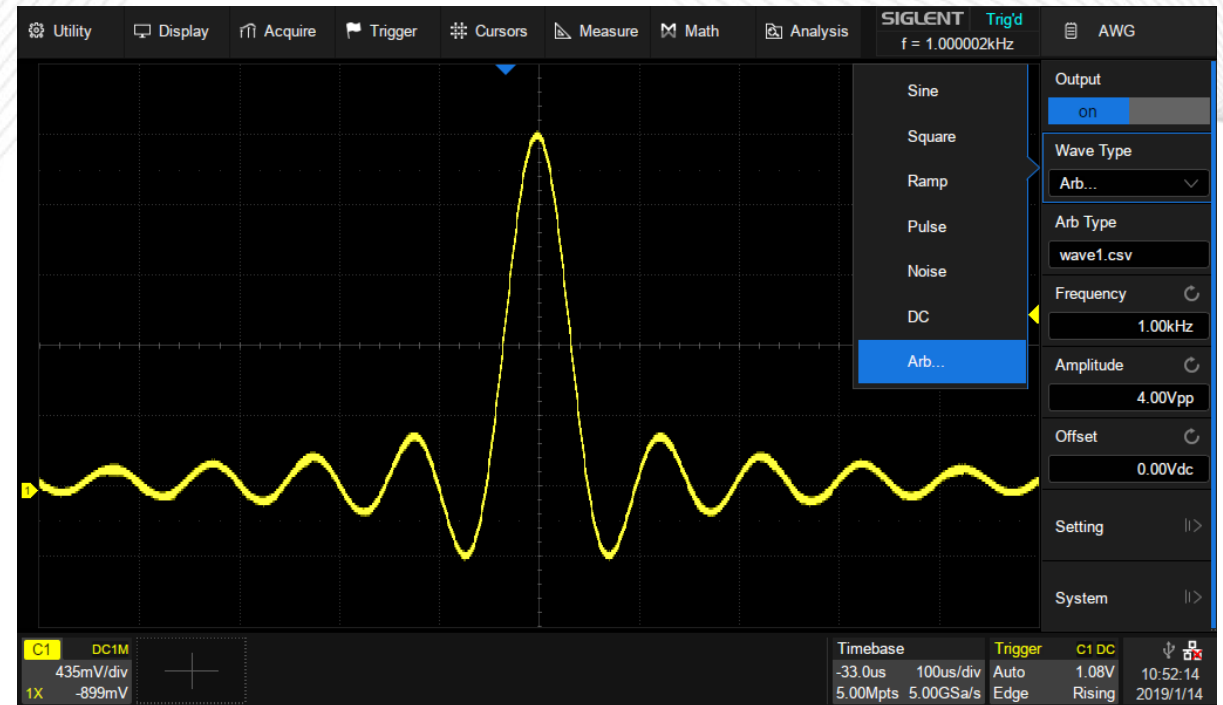 Utility Display Acquire Trigger Cursors Measure Math Analysis SIGLENT Trig'd AWG
f = 1.000002kHz
Output
on
Wave Type
Arb...
Arb Type
wave1.csv
Frequency
1.00kHz
Amplitude
4.00Vpp
Offset
0.00Vdc
Setting
System
Sine
Square
Ramp
Pulse
Noise
DC
Arb...
1
C1 DC1M
435mV/div
1X -899mV
Timebase
-33.0us 100us/div
5.00Mpts 5.00GSa/s
Trigger C1 DC
Auto 1.08V
Edge Rising
10:52:14
2019/1/14